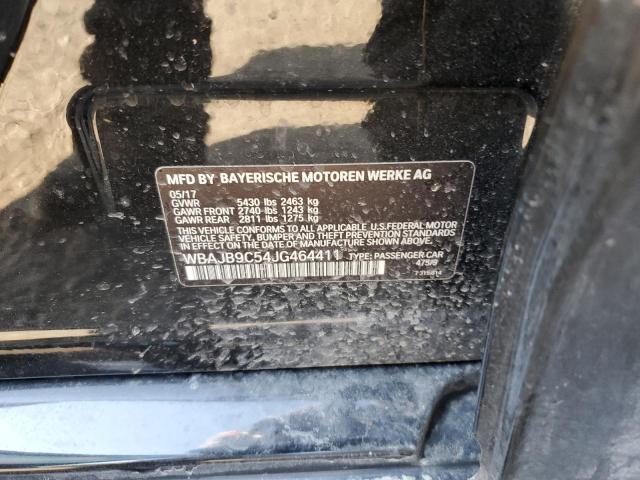 MFD BY BAYERISCHE MOTOREN WERKE AG
05/17
GVWR 5430 lbs 2463 kg
GAWR FRONT 2740 lbs 1243 kg
GAWR REAR 2811 lbs 1275 kg
THIS VEHICLE CONFORMS TO ALL APPLICABLE U.S.FEDERAL MOTOR
VEHICLE SAFETY, BUMPER, AND THEFT PREVENTION STANDARDS IN
EFFECT ON THE DATE OF MANUFACTURE SHOWN ABOVE.
WBAJB9C54JG464411 TYPE: PASSENGER CAR
475/9